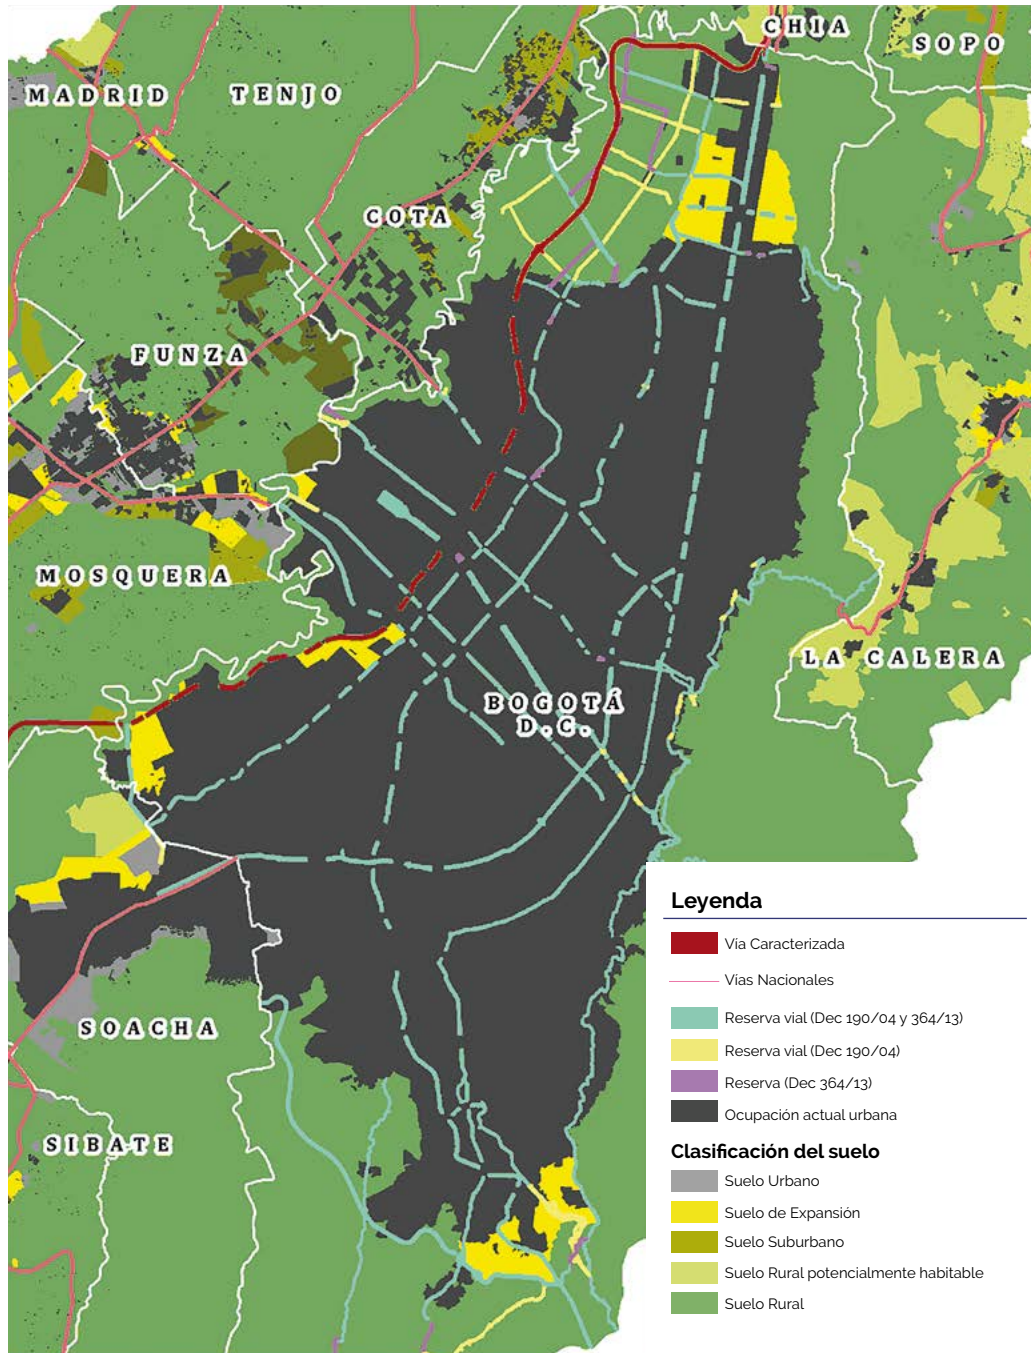 CHIA
SOPO
MADRID
TENJO
COTA
FUNZA
MOSQUERA
LA CALERA
BOGOTÁ
D.C.
SOACHA
SIBATE
Leyenda
Vía Caracterizada
Vías Nacionales
Reserva vial (Dec 190/04 y 364/13)
Reserva vial (Dec 190/04)
Reserva (Dec 364/13)
Ocupación actual urbana
Clasificación del suelo
Suelo Urbano
Suelo de Expansión
Suelo Suburbano
Suelo Rural potencialmente habitable
Suelo Rural